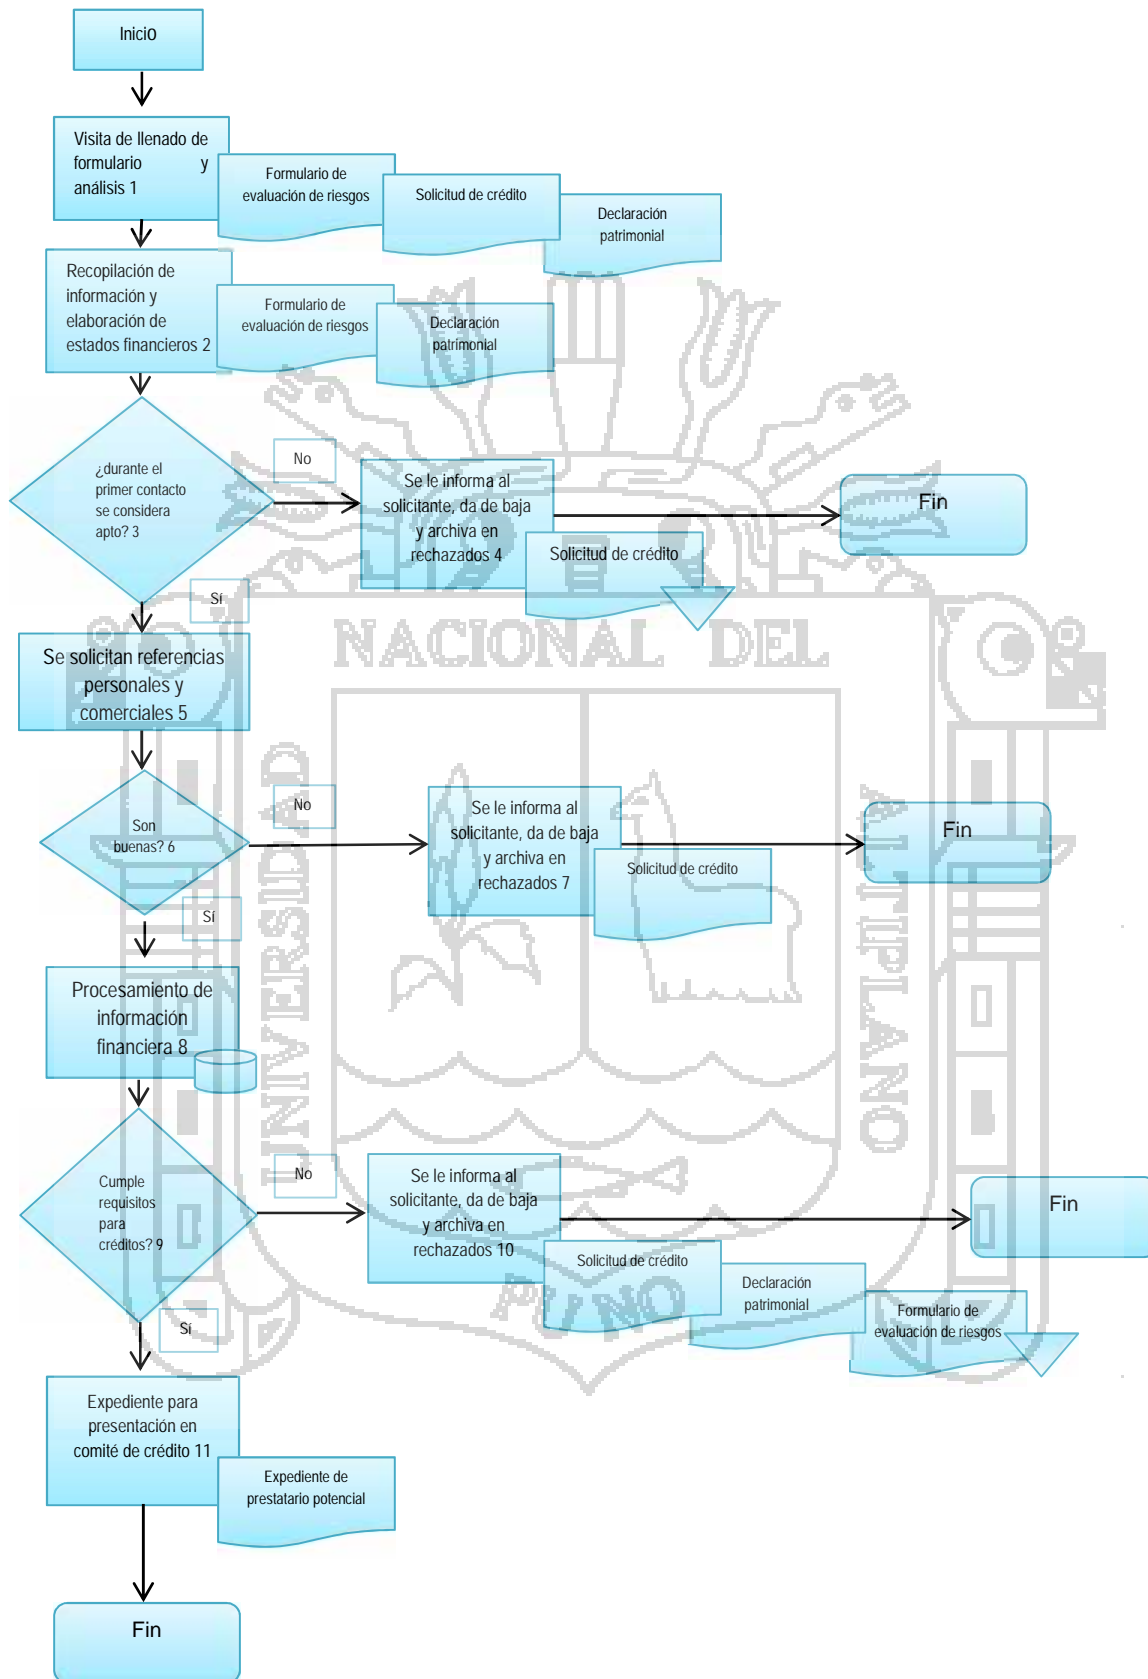 Inicio
Visita de llenado de
formulario y
análisis 1
Formulario de
evaluación de riesgos
Solicitud de crédito
Declaración
patrimonial
Recopilación de
información y
elaboración de
estados financieros 2
Formulario de
evaluación de riesgos
Declaración
patrimonial
¿durante el
primer contacto
se considera
apto? 3
No
Se le informa al
solicitante, da de baja
y archiva en
rechazados 4
Solicitud de crédito
Fin
Sí
NACIONAL DEL
Se solicitan referencias
personales y
comerciales 5
Son
buenas? 6
No
Se le informa al
solicitante, da de baja
y archiva en
rechazados 7
Solicitud de crédito
Fin
Sí
UNIVERSIDAD
ALTIPLANO
Procesamiento de
información
financiera 8
Cumple
requisitos
para
créditos? 9
No
Se le informa al
solicitante, da de baja
y archiva en
rechazados 10
Fin
Solicitud de crédito
Declaración
patrimonial
Formulario de
evaluación de riesgos
PUNO
Sí
Expediente para
presentación en
comité de crédito 11
Expediente de
prestatario potencial
Fin